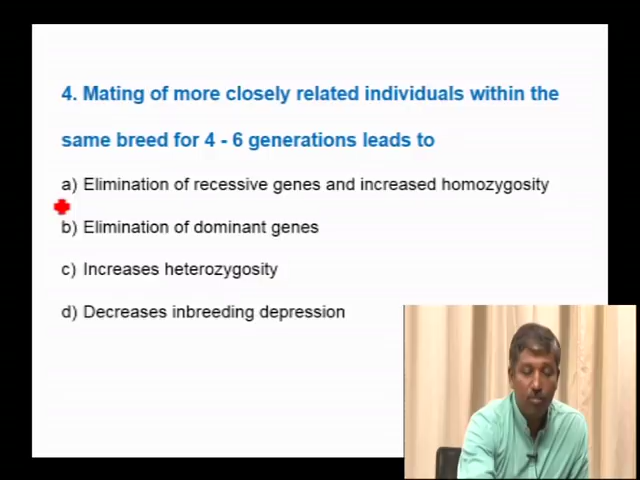 4. Mating of more closely related individuals within the
same breed for 4 - 6 generations leads to
a) Elimination of recessive genes and increased homozygosity
b) Elimination of dominant genes
c) Increases heterozygosity
d) Decreases inbreeding depression